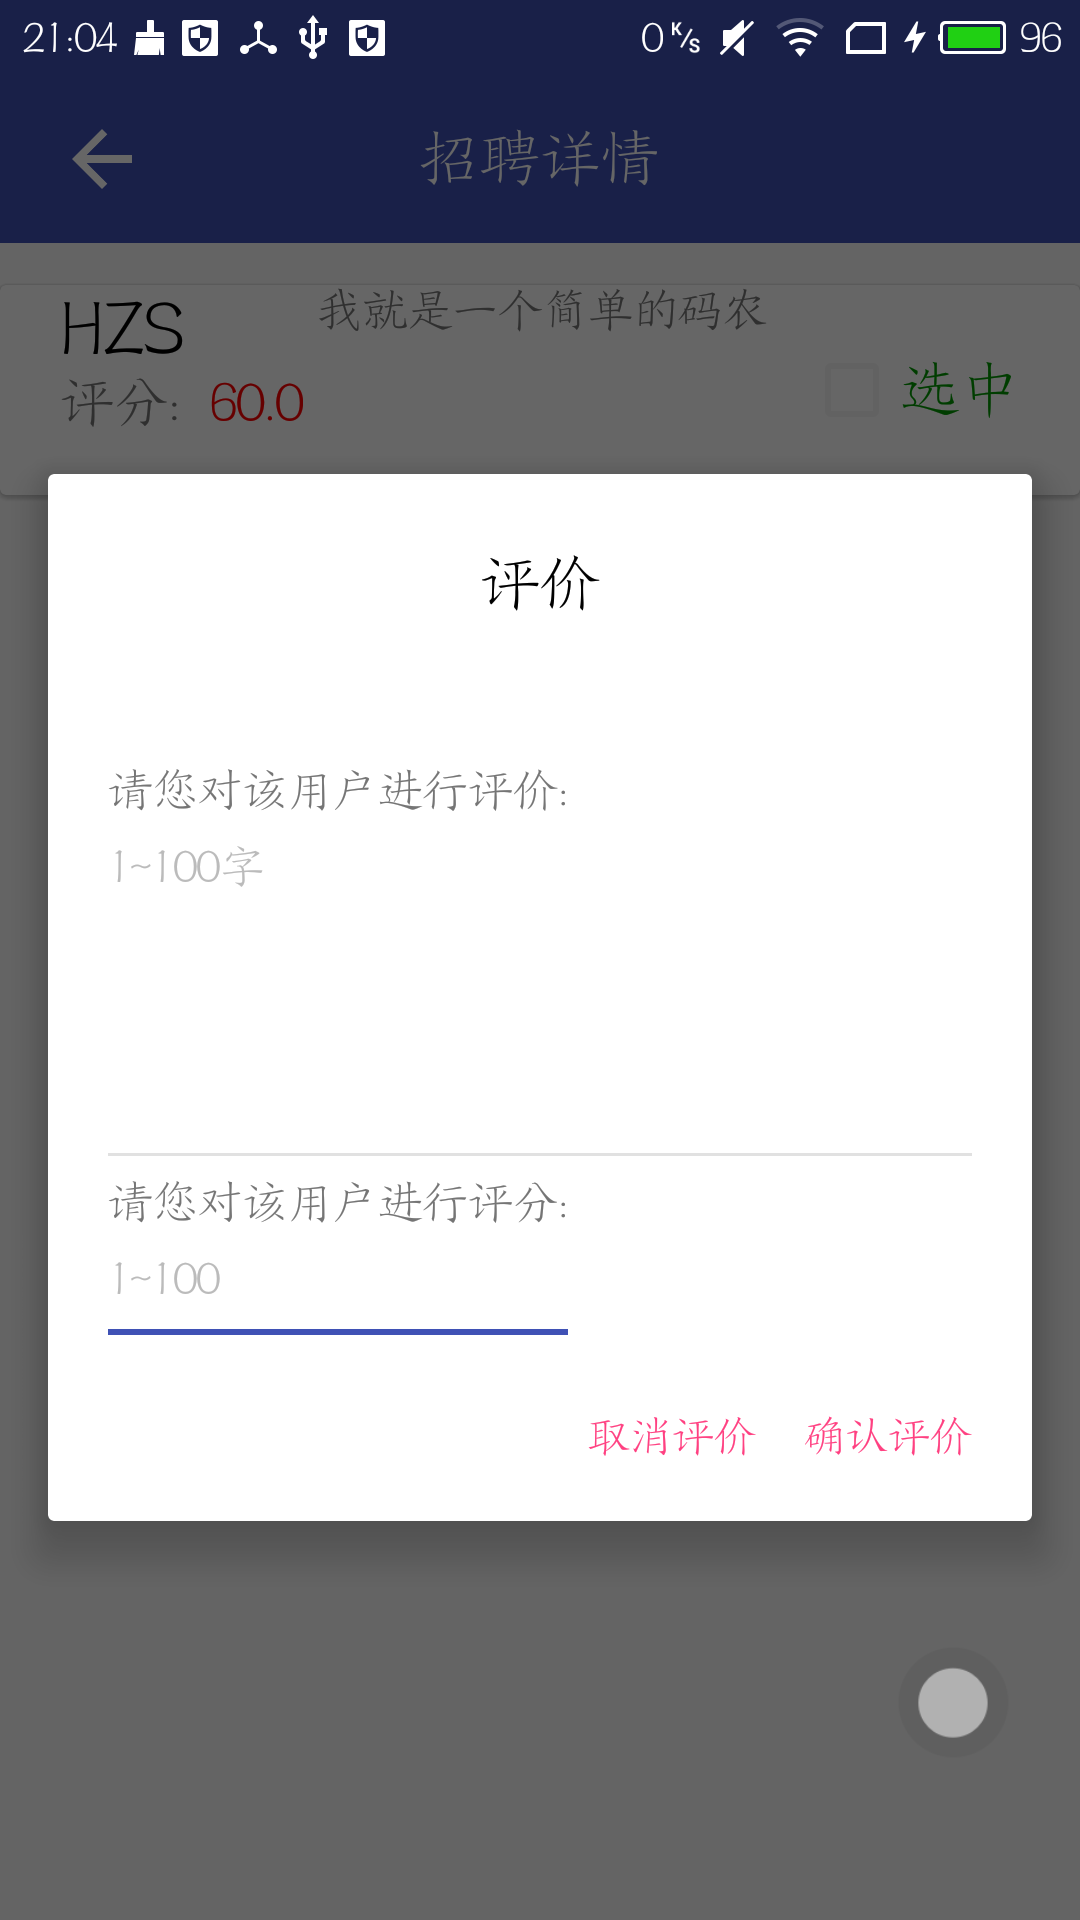 21:04 0 K/s 96
招聘详情
HZS 我就是一个简单的码农
评分: 60.0 选中
评价
请您对该用户进行评价:
1~100字
请您对该用户进行评分:
1~100
取消评价 确认评价